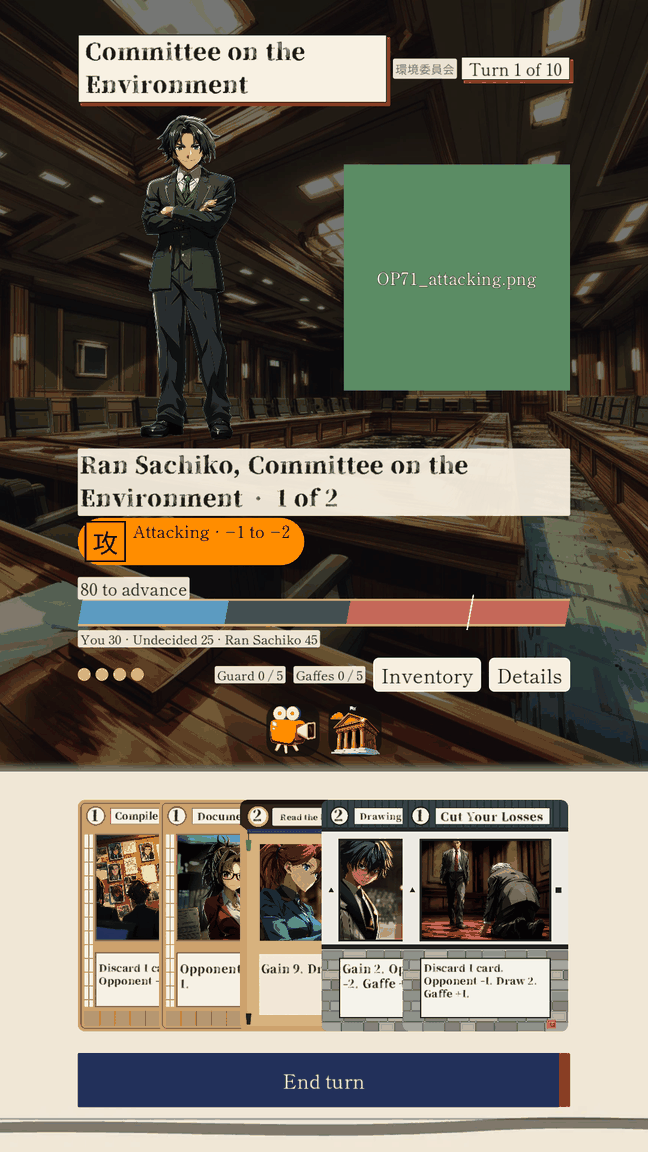 Committee on the
Environment
環境委員会
Turn 1 of 10
OP71_attacking.png
Ran Sachiko, Committee on the
Environment · 1 of 2
攻
Attacking · −1 to −2
80 to advance
You 30 · Undecided 25 · Ran Sachiko 45
Guard 0 / 5
Gaffes 0 / 5
Inventory
Details
1
Compile
Discard 1 ca
Opponent -
1
Docume
Opponent
1.
2
Read the
Gain 9. Dr
2
Drawing
Gain 2. Op
-2. Gaffe +
1
Cut Your Losses
Discard 1 card.
Opponent -1. Draw 2.
Gaffe +1.
End turn